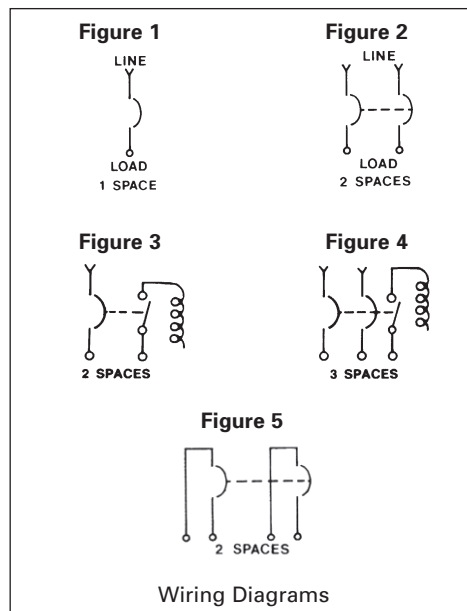 Figure 1
LINE
LOAD
1 SPACE
Figure 2
LINE
LOAD
2 SPACES
Figure 3
2 SPACES
Figure 4
3 SPACES
Figure 5
2 SPACES
Wiring Diagrams